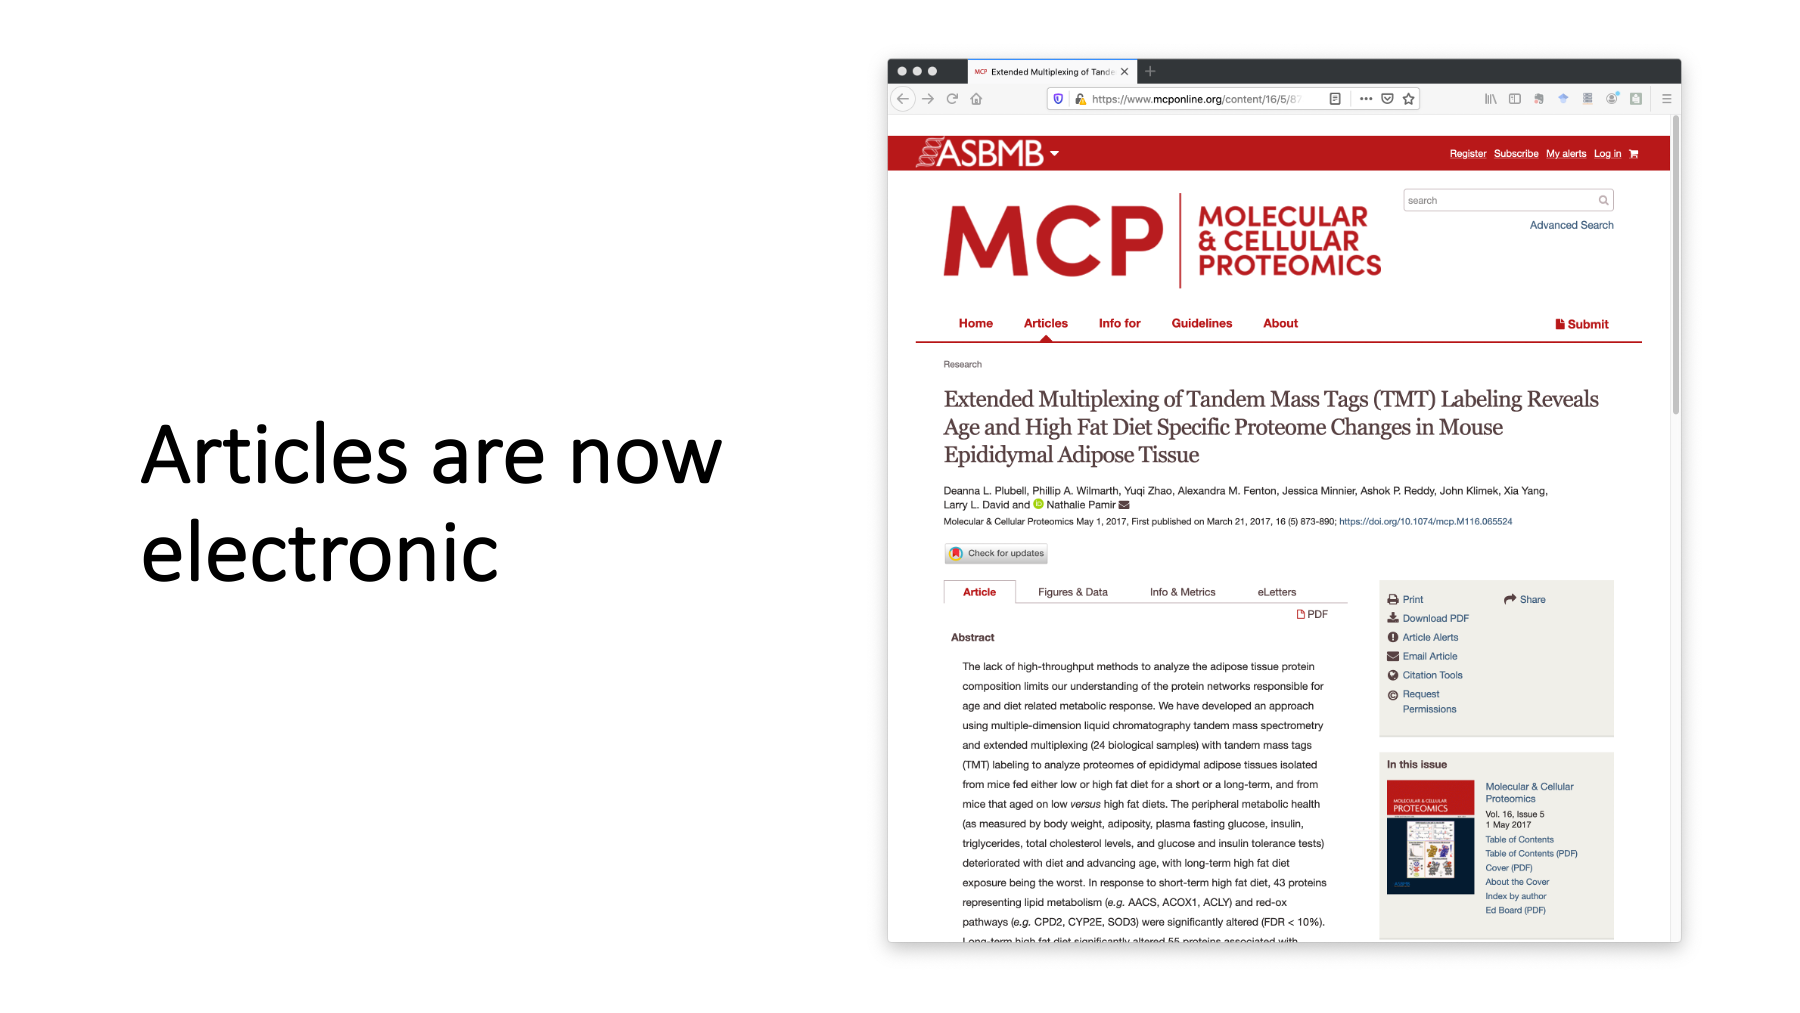 Articles are now
electronic
MCP Extended Multiplexing of Tande
https://www.mcponline.org/content/16/5/87
ASBMB
Register Subscribe My alerts Log in
MCP
MOLECULAR
& CELLULAR
PROTEOMICS
search
Advanced Search
Home Articles Info for Guidelines About Submit
Research
Extended Multiplexing of Tandem Mass Tags (TMT) Labeling Reveals
Age and High Fat Diet Specific Proteome Changes in Mouse
Epididymal Adipose Tissue
Deanna L. Plubell, Phillip A. Wilmarth, Yuqi Zhao, Alexandra M. Fenton, Jessica Minnier, Ashok P. Reddy, John Klimek, Xia Yang,
Larry L. David and iD Nathalie Pamir
Molecular & Cellular Proteomics May 1, 2017, First published on March 21, 2017, 16 (5) 873-890; https://doi.org/10.1074/mcp.M116.065524
Check for updates
Article Figures & Data Info & Metrics eLetters
PDF
Abstract
The lack of high-throughput methods to analyze the adipose tissue protein
composition limits our understanding of the protein networks responsible for
age and diet related metabolic response. We have developed an approach
using multiple-dimension liquid chromatography tandem mass spectrometry
and extended multiplexing (24 biological samples) with tandem mass tags
(TMT) labeling to analyze proteomes of epididymal adipose tissues isolated
from mice fed either low or high fat diet for a short or a long-term, and from
mice that aged on low versus high fat diets. The peripheral metabolic health
(as measured by body weight, adiposity, plasma fasting glucose, insulin,
triglycerides, total cholesterol levels, and glucose and insulin tolerance tests)
deteriorated with diet and advancing age, with long-term high fat diet
exposure being the worst. In response to short-term high fat diet, 43 proteins
representing lipid metabolism (e.g. AACS, ACOX1, ACLY) and red-ox
pathways (e.g. CPD2, CYP2E, SOD3) were significantly altered (FDR < 10%).
Long-term high fat diet significantly altered 55 proteins associated with
Print Share
Download PDF
Article Alerts
Email Article
Citation Tools
Request
Permissions
In this issue
MOLECULAR & CELLULAR
PROTEOMICS
Molecular & Cellular
Proteomics
Vol. 16, Issue 5
1 May 2017
Table of Contents
Table of Contents (PDF)
Cover (PDF)
About the Cover
Index by author
Ed Board (PDF)